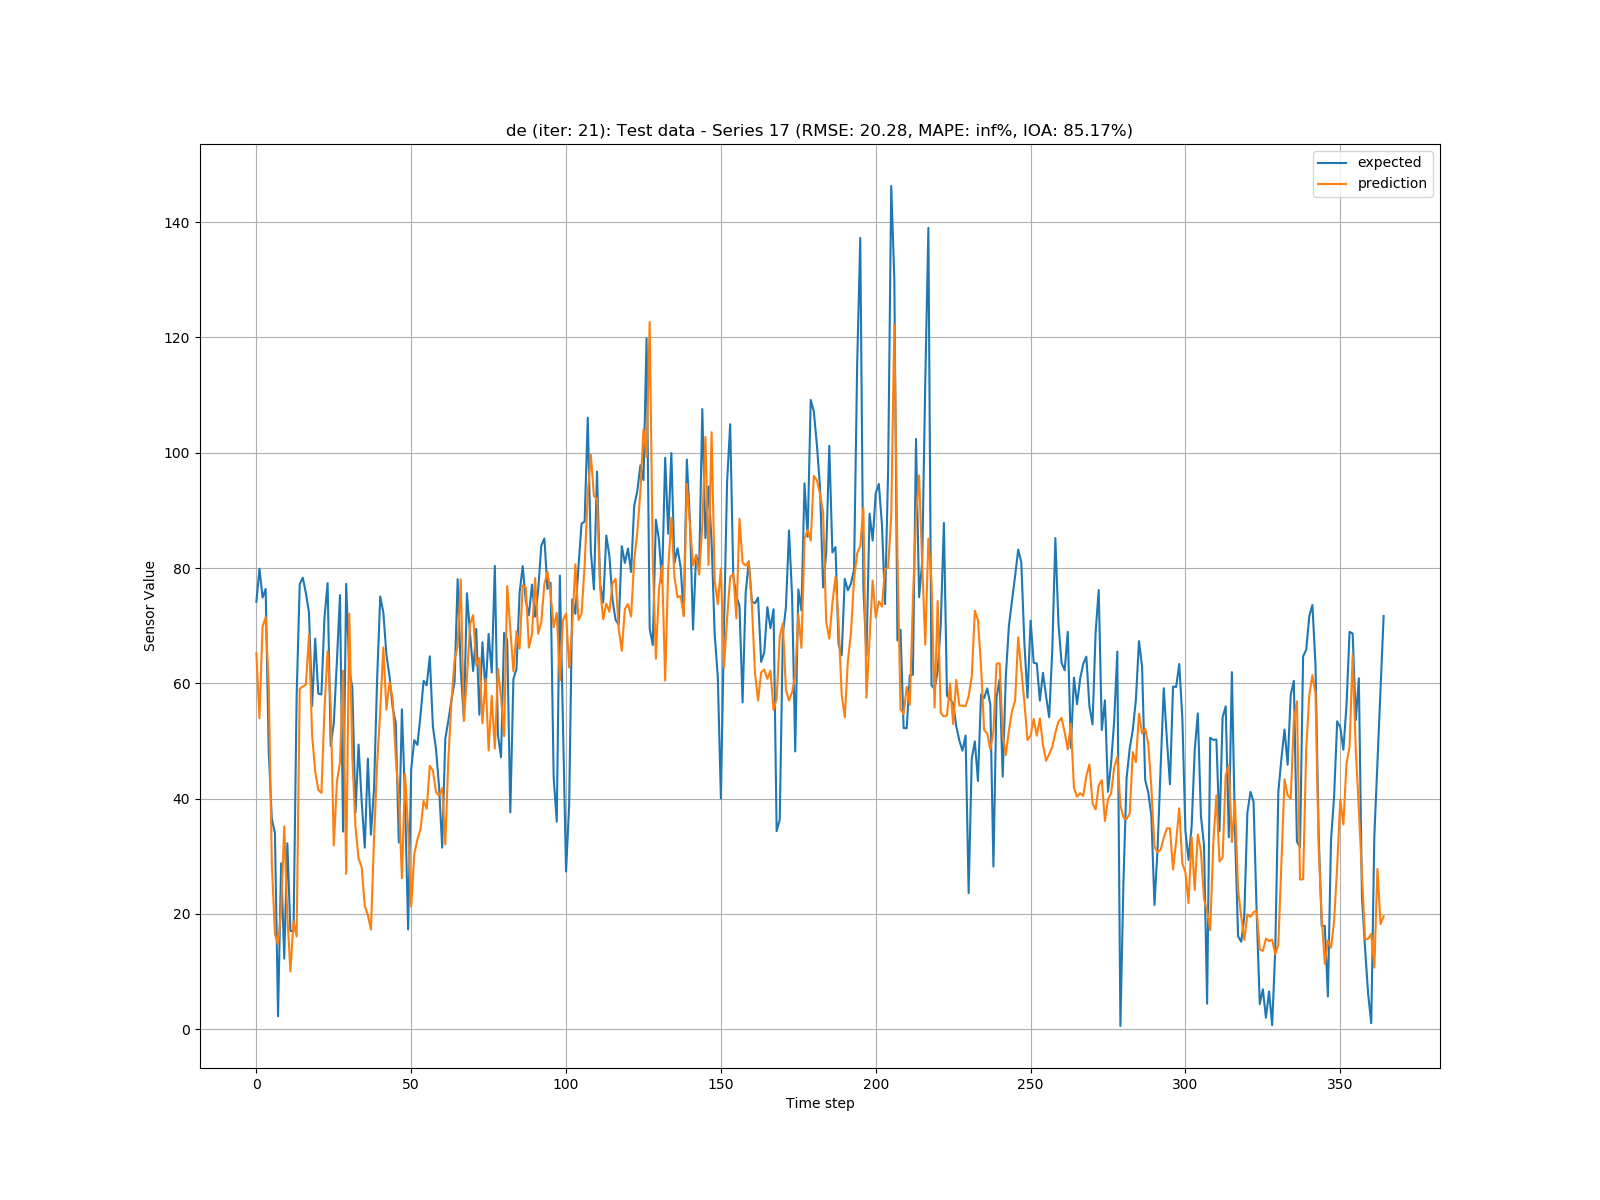 de (iter: 21): Test data - Series 17 (RMSE: 20.28, MAPE: inf%, IOA: 85.17%)
expected
prediction
140
120
100
80
60
40
20
0
Sensor Value
0 50 100 150 200 250 300 350
Time step